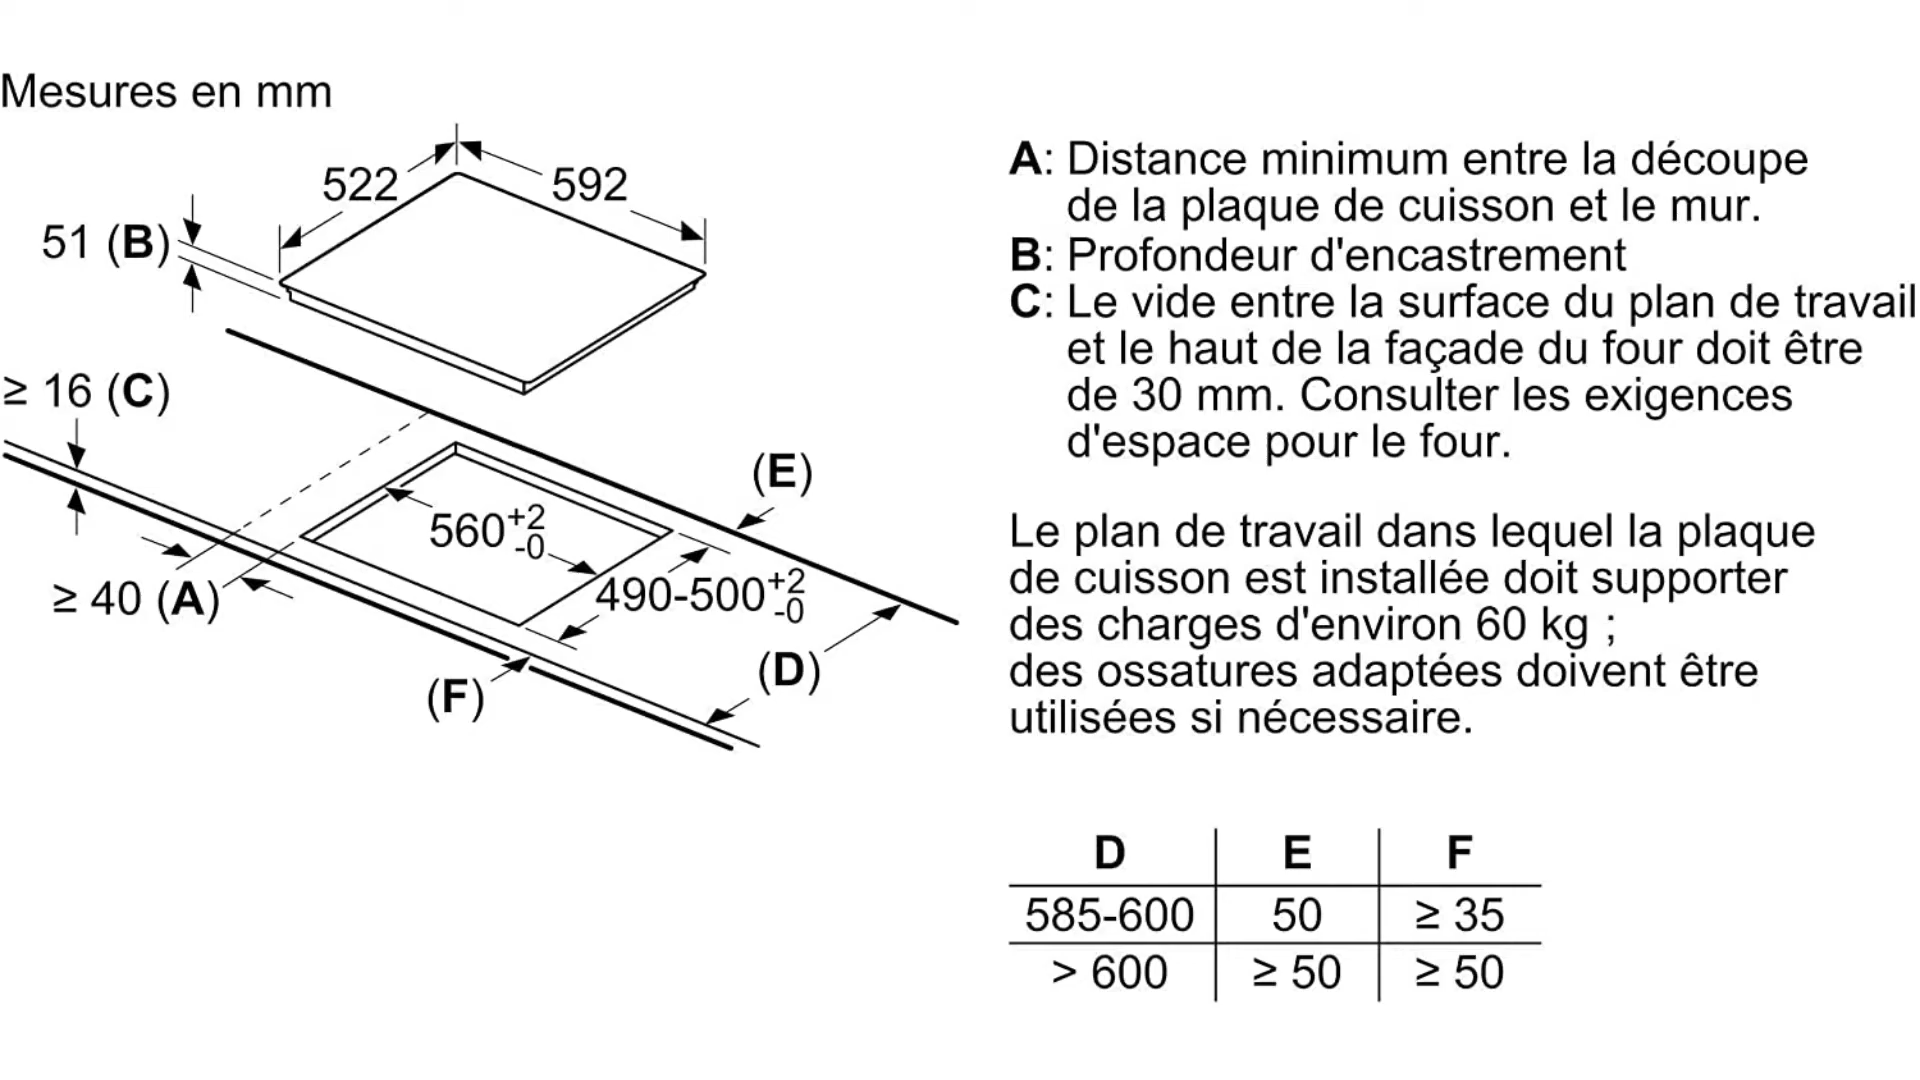 Mesures en mm
522
592
51 (B)
≥ 16 (C)
(E)
560 +2 -0
490-500 +2 -0
≥ 40 (A)
(D)
(F)
A: Distance minimum entre la découpe
de la plaque de cuisson et le mur.
B: Profondeur d'encastrement
C: Le vide entre la surface du plan de travail
et le haut de la façade du four doit être
de 30 mm. Consulter les exigences
d'espace pour le four.
Le plan de travail dans lequel la plaque
de cuisson est installée doit supporter
des charges d'environ 60 kg ;
des ossatures adaptées doivent être
utilisées si nécessaire.
D E F
585-600 50 ≥ 35
> 600 ≥ 50 ≥ 50